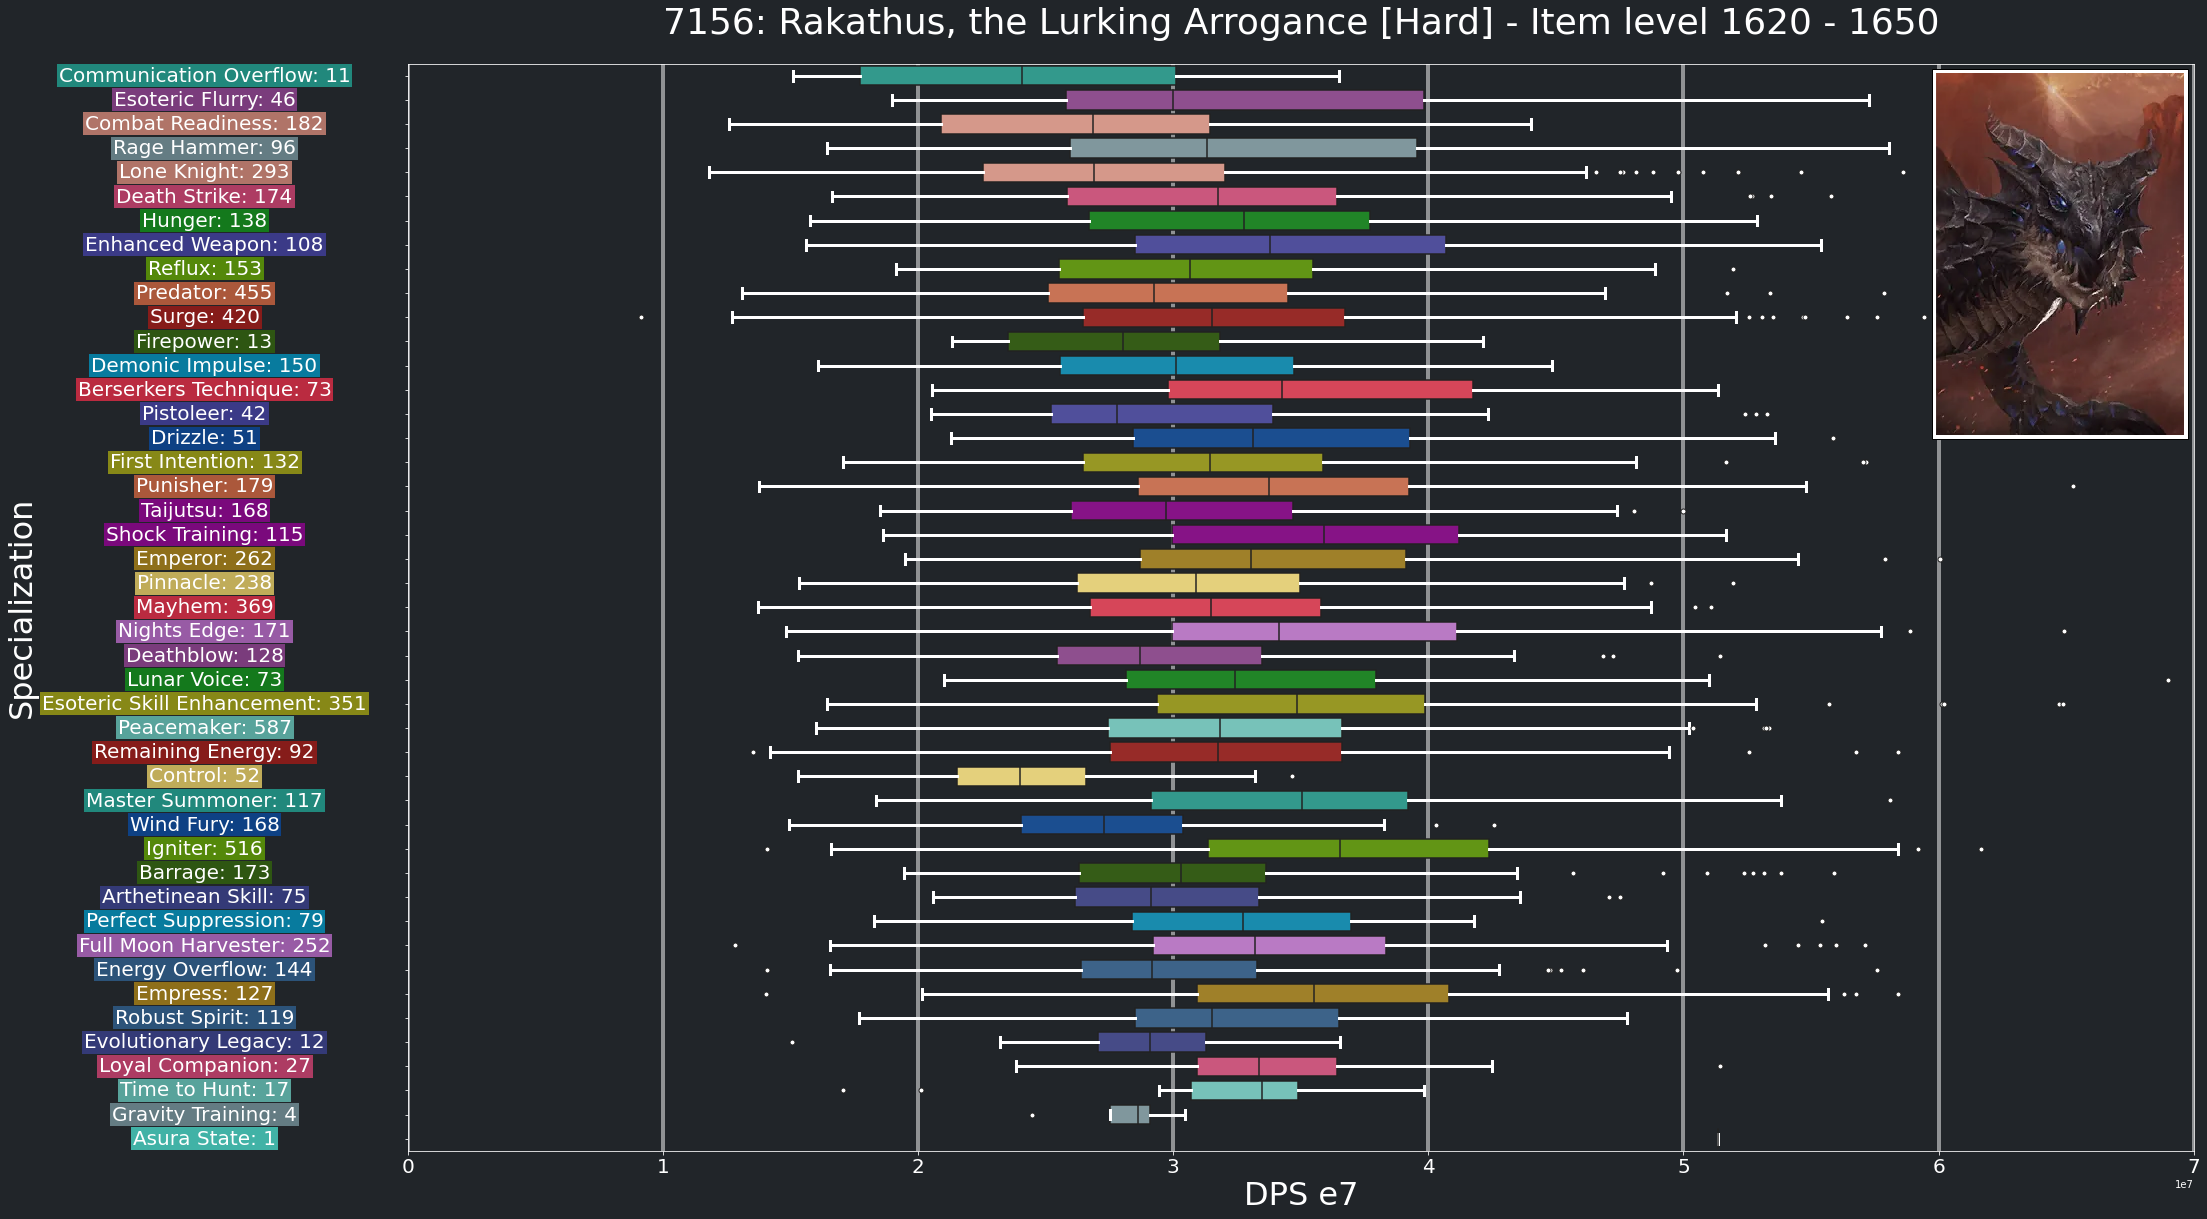 7156: Rakathus, the Lurking Arrogance [Hard] - Item level 1620 - 1650
Communication Overflow: 11
Esoteric Flurry: 46
Combat Readiness: 182
Rage Hammer: 96
Lone Knight: 293
Death Strike: 174
Hunger: 138
Enhanced Weapon: 108
Reflux: 153
Predator: 455
Surge: 420
Firepower: 13
Demonic Impulse: 150
Berserkers Technique: 73
Pistoleer: 42
Drizzle: 51
First Intention: 132
Punisher: 179
Taijutsu: 168
Shock Training: 115
Emperor: 262
Pinnacle: 238
Mayhem: 369
Nights Edge: 171
Deathblow: 128
Lunar Voice: 73
Esoteric Skill Enhancement: 351
Peacemaker: 587
Remaining Energy: 92
Control: 52
Master Summoner: 117
Wind Fury: 168
Igniter: 516
Barrage: 173
Arthetinean Skill: 75
Perfect Suppression: 79
Full Moon Harvester: 252
Energy Overflow: 144
Empress: 127
Robust Spirit: 119
Evolutionary Legacy: 12
Loyal Companion: 27
Time to Hunt: 17
Gravity Training: 4
Asura State: 1
Specialization
0 1 2 3 4 5 6 7
1e7
DPS e7